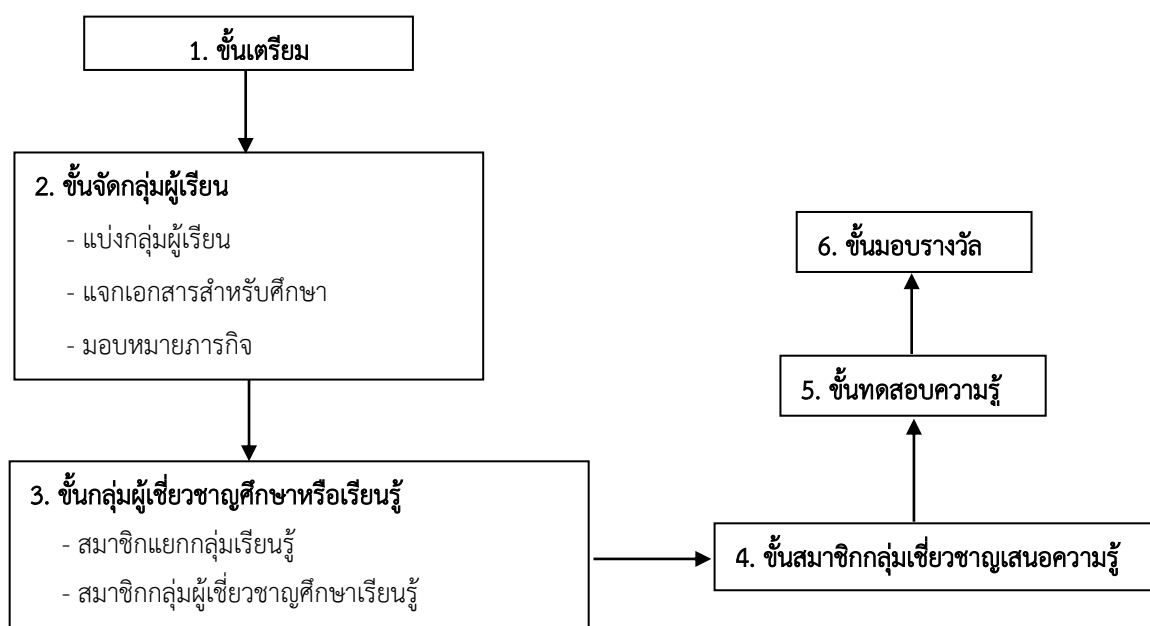 1. ขั้นเตรียม
2. ขั้นจัดกลุ่มผู้เรียน
- แบ่งกลุ่มผู้เรียน
- แจกเอกสารสำหรับศึกษา
- มอบหมายภารกิจ
3. ขั้นกลุ่มผู้เชี่ยวชาญศึกษาหรือเรียนรู้
- สมาชิกแยกกลุ่มเรียนรู้
- สมาชิกกลุ่มผู้เชี่ยวชาญศึกษาเรียนรู้
4. ขั้นสมาชิกกลุ่มเชี่ยวชาญเสนอความรู้
5. ขั้นทดสอบความรู้
6. ขั้นมอบรางวัล